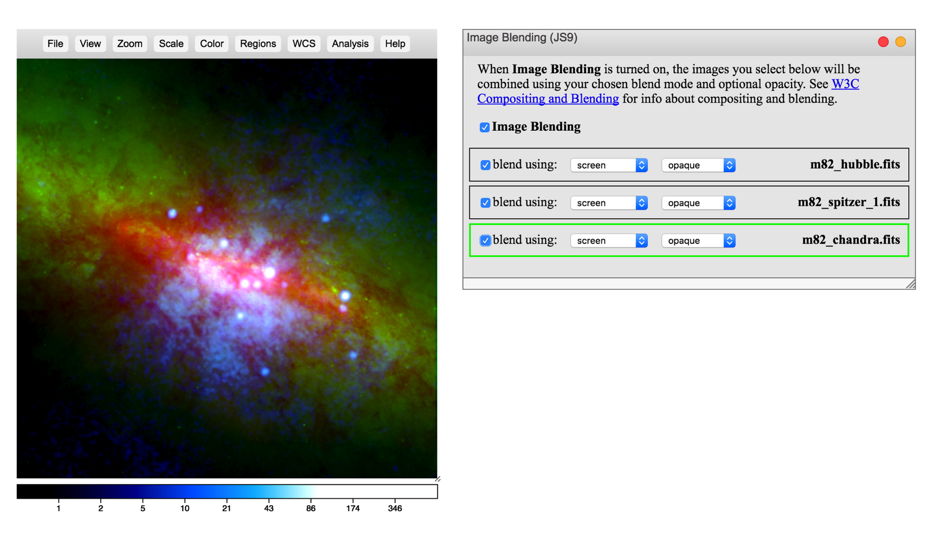 File View Zoom Scale Color Regions WCS Analysis Help
1 2 5 10 21 43 86 174 346
Image Blending (JS9)
When Image Blending is turned on, the images you select below will be
combined using your chosen blend mode and optional opacity. See W3C
Compositing and Blending for info about compositing and blending.
Image Blending
blend using: screen opaque m82_hubble.fits
blend using: screen opaque m82_spitzer_1.fits
blend using: screen opaque m82_chandra.fits